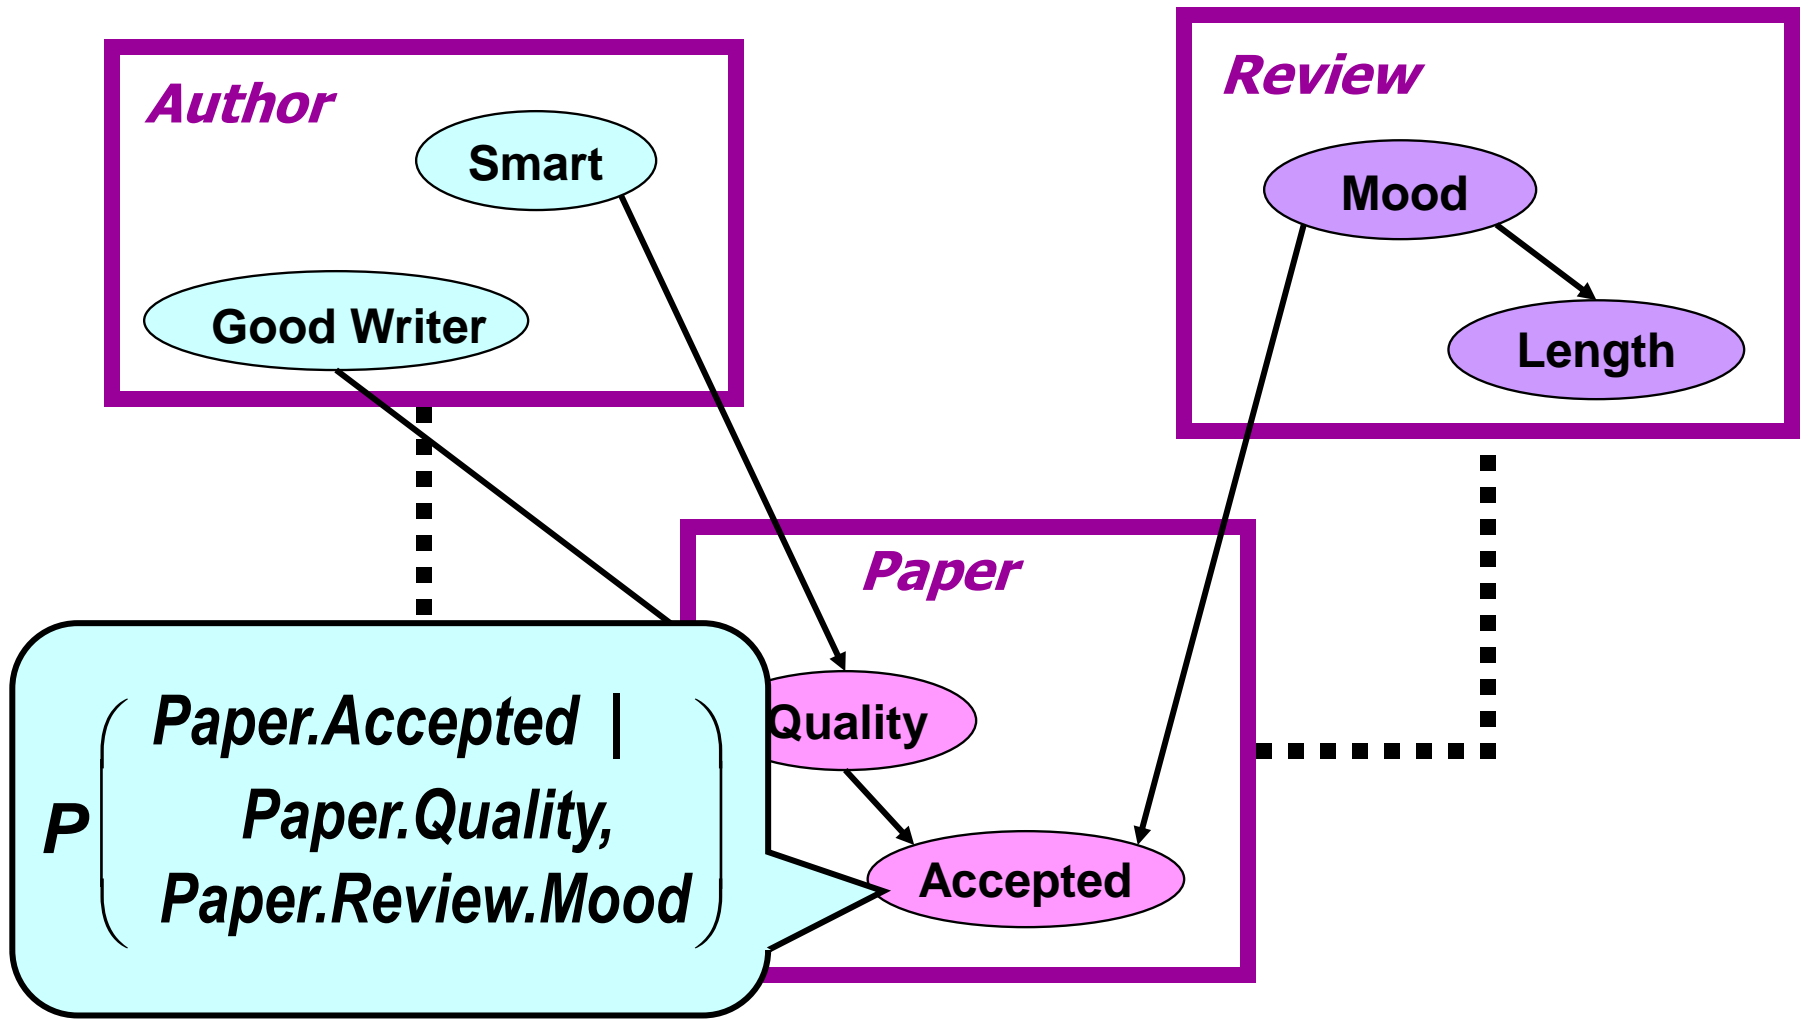 Author
Smart
Good Writer
Review
Mood
Length
Paper
Quality
Accepted
P
Paper.Accepted |
Paper.Quality,
Paper.Review.Mood